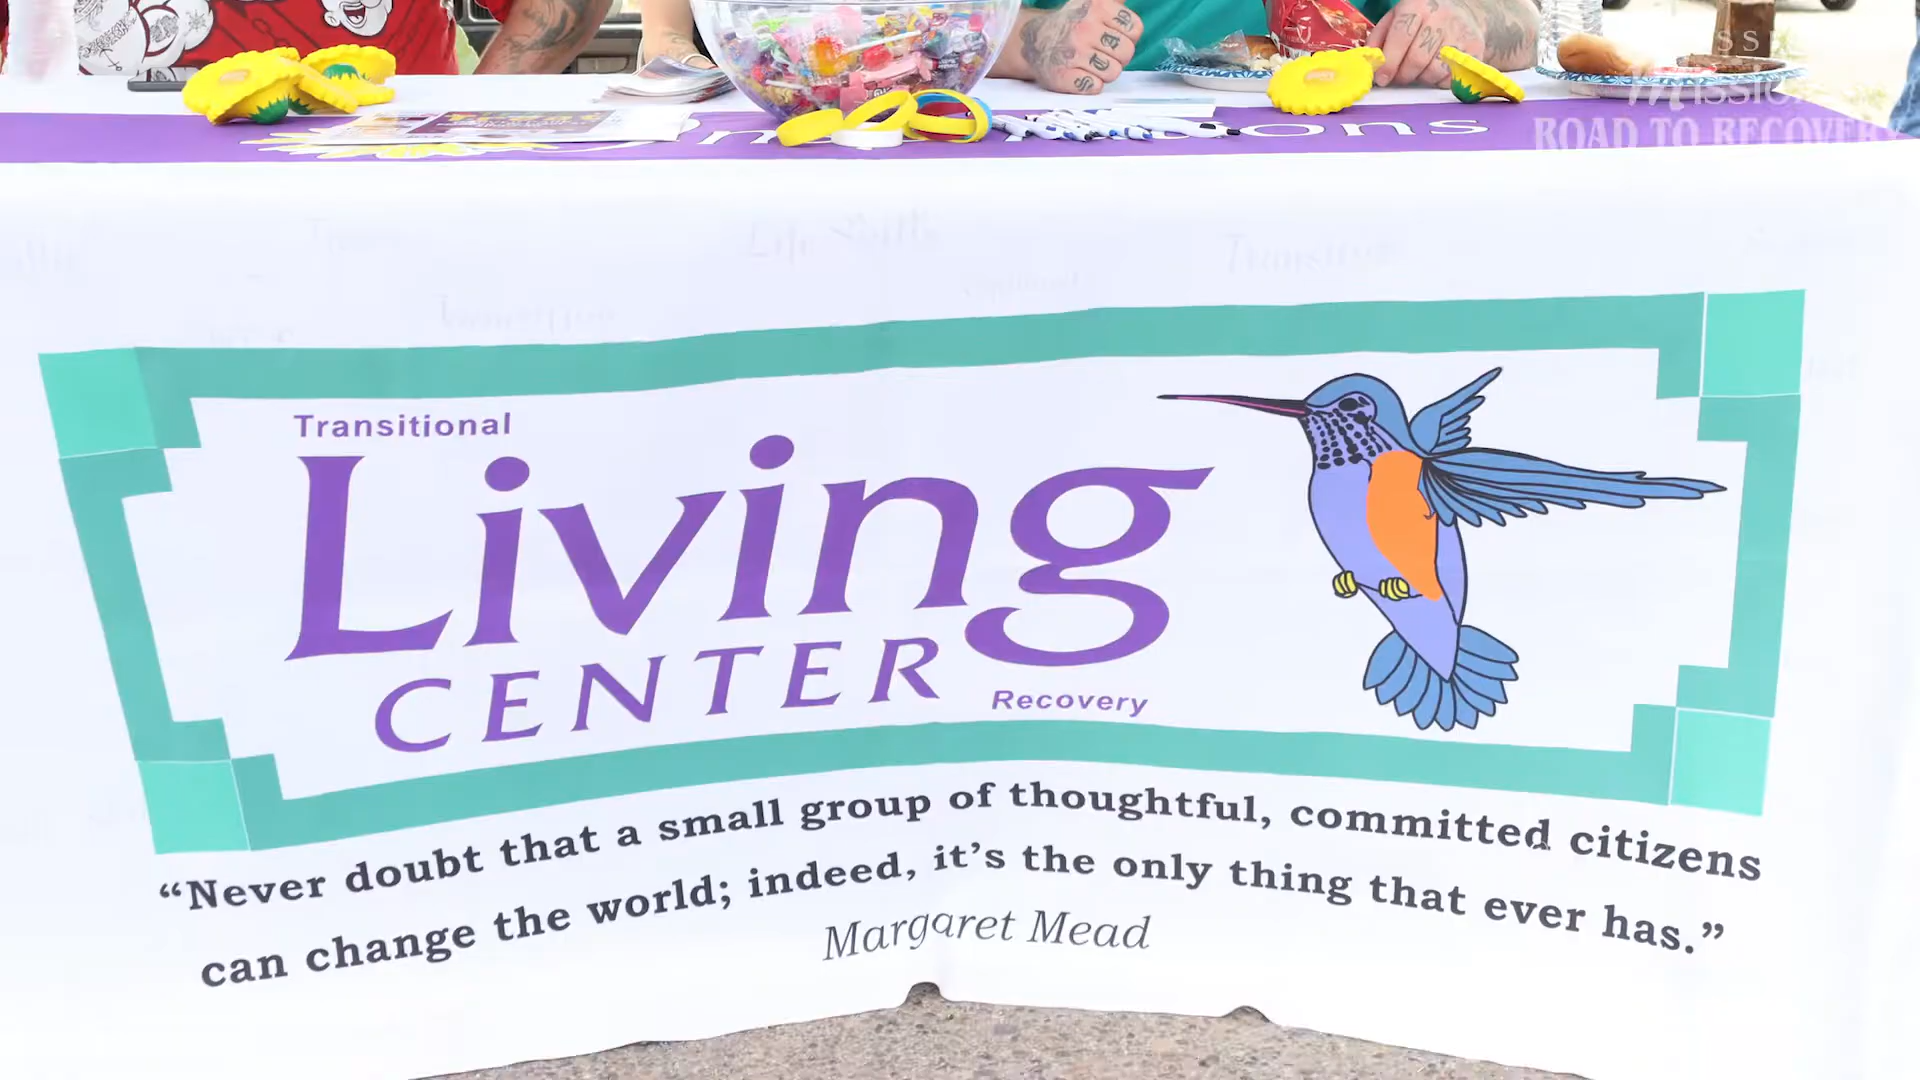 ROAD TO RECOVERY
Transitional
Living
CENTER
Recovery
“Never doubt that a small group of thoughtful, committed citizens
can change the world; indeed, it’s the only thing that ever has.”
Margaret Mead